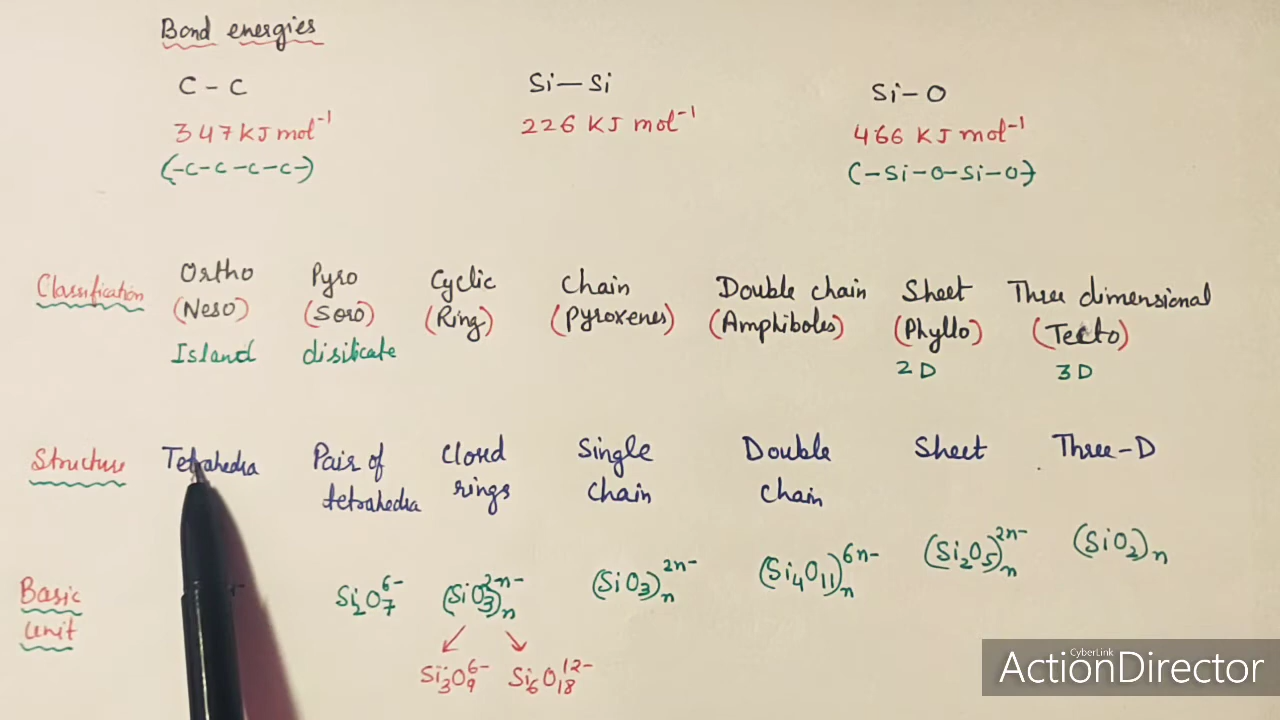 Bond energies
C - C Si - Si Si - O
347 KJ mol⁻¹ 226 KJ mol⁻¹ 466 KJ mol⁻¹
(-C-C-C-C-) (-Si-O-Si-O)
Classification Ortho Pyro Cyclic Chain Double chain Sheet Three dimensional
(Neso) (Soro) (Ring) (Pyroxenes) (Amphiboles) (Phyllo) (Tecto)
Island disilicate 2D 3D
Structure Tetrahedra Pair of Closed Single Double Sheet Three-D
tetrahedra rings chain chain
Basic Si₂O₇⁶⁻ (SiO₃)ₙ²ⁿ⁻ (SiO₃)ₙ²ⁿ⁻ (Si₄O₁₁)ₙ⁶ⁿ⁻ (Si₂O₅)ₙ²ⁿ⁻ (SiO₂)ₙ
unit
Si₃O₉⁶⁻ Si₆O₁₈¹²⁻
CyberLink
ActionDirector